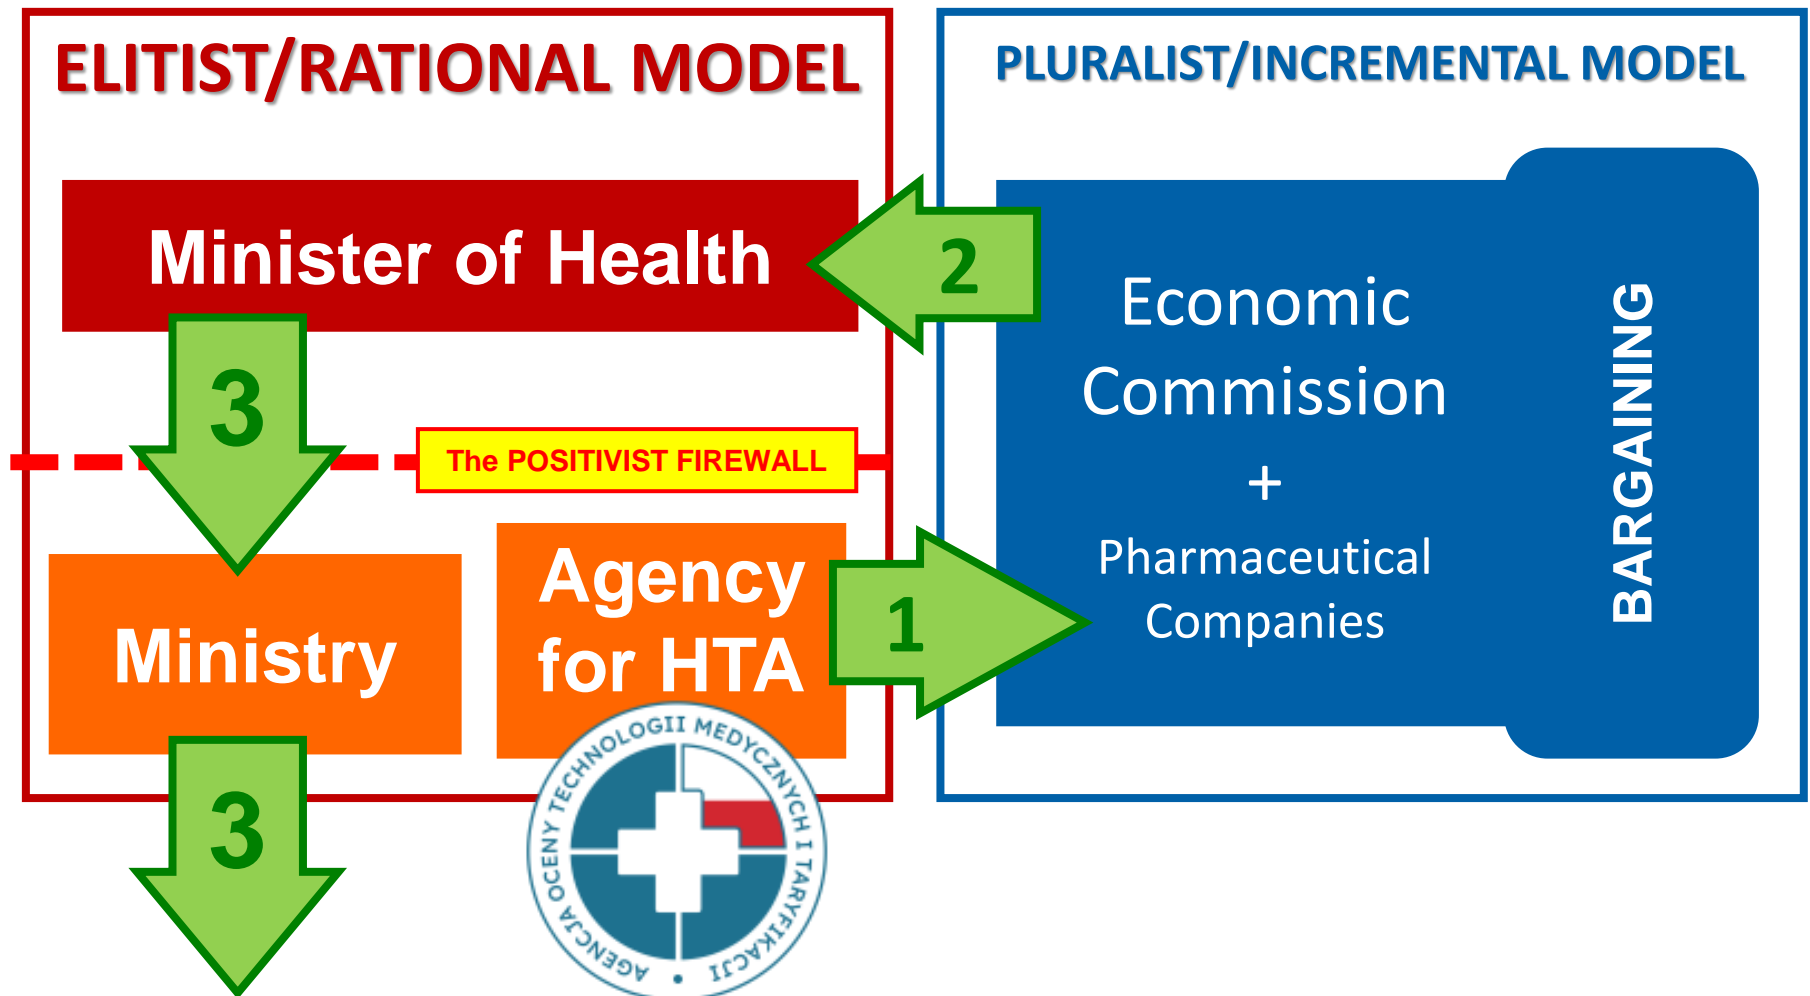 ELITIST/RATIONAL MODEL
PLURALIST/INCREMENTAL MODEL
Minister of Health
2
Economic
Commission
+
Pharmaceutical
Companies
BARGAINING
3
The POSITIVIST FIREWALL
Ministry
Agency
for HTA
1
3
AGENCJA OCENY TECHNOLOGII MEDYCZNYCH I TARYFIKACJI •